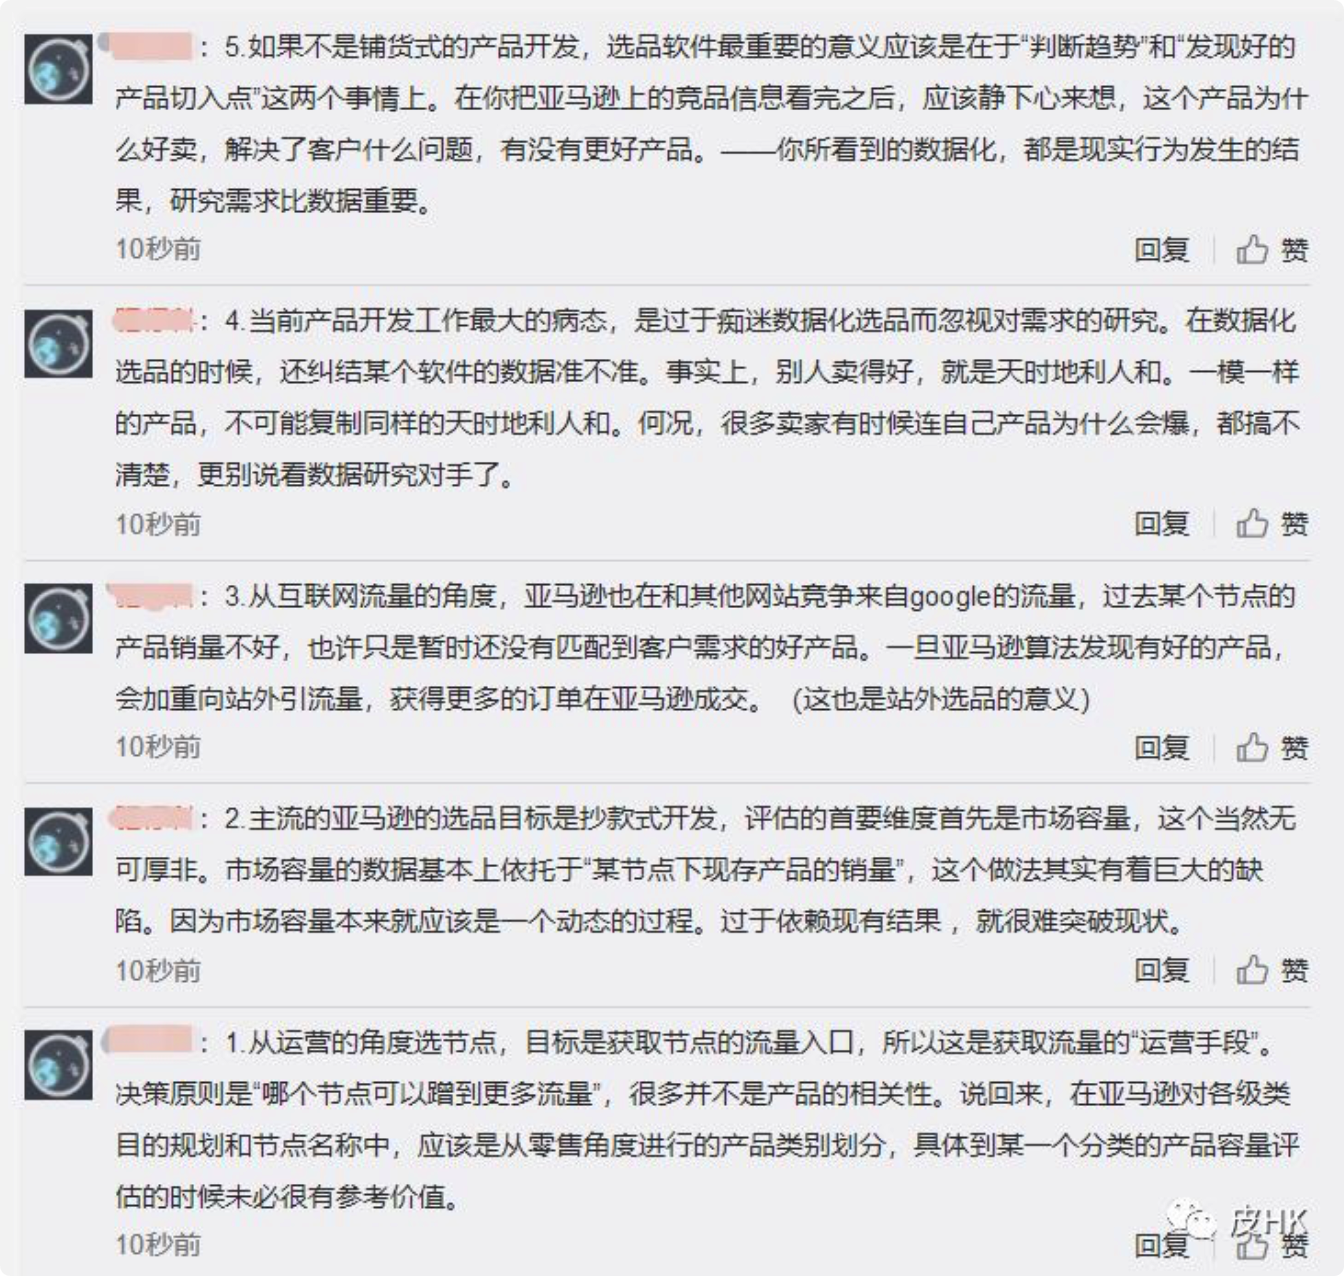 ：5.如果不是铺货式的产品开发，选品软件最重要的意义应该是在于“判断趋势”和“发现好的
产品切入点”这两个事情上。在你把亚马逊上的竞品信息看完之后，应该静下心来想，这个产品为什
么好卖，解决了客户什么问题，有没有更好产品。——你所看到的数据化，都是现实行为发生的结
果，研究需求比数据重要。
10秒前
回复 赞
：4.当前产品开发工作最大的病态，是过于痴迷数据化选品而忽视对需求的研究。在数据化
选品的时候，还纠结某个软件的数据准不准。事实上，别人卖得好，就是天时地利人和。一模一样
的产品，不可能复制同样的天时地利人和。何况，很多卖家有时候连自己产品为什么会爆，都搞不
清楚，更别说看数据研究对手了。
10秒前
回复 赞
：3.从互联网流量的角度，亚马逊也在和其他网站竞争来自google的流量，过去某个节点的
产品销量不好，也许只是暂时还没有匹配到客户需求的好产品。一旦亚马逊算法发现有好的产品，
会加重向站外引流量，获得更多的订单在亚马逊成交。（这也是站外选品的意义）
10秒前
回复 赞
：2.主流的亚马逊的选品目标是抄款式开发，评估的首要维度首先是市场容量，这个当然无
可厚非。市场容量的数据基本上依托于“某节点下现存产品的销量”，这个做法其实有着巨大的缺
陷。因为市场容量本来就应该是一个动态的过程。过于依赖现有结果，就很难突破现状。
10秒前
回复 赞
：1.从运营的角度选节点，目标是获取节点的流量入口，所以这是获取流量的“运营手段”。
决策原则是“哪个节点可以蹭到更多流量”，很多并不是产品的相关性。说回来，在亚马逊对各级类
目的规划和节点名称中，应该是从零售角度进行的产品类别划分，具体到某一个分类的产品容量评
估的时候未必很有参考价值。
皮HK
10秒前
回复 赞